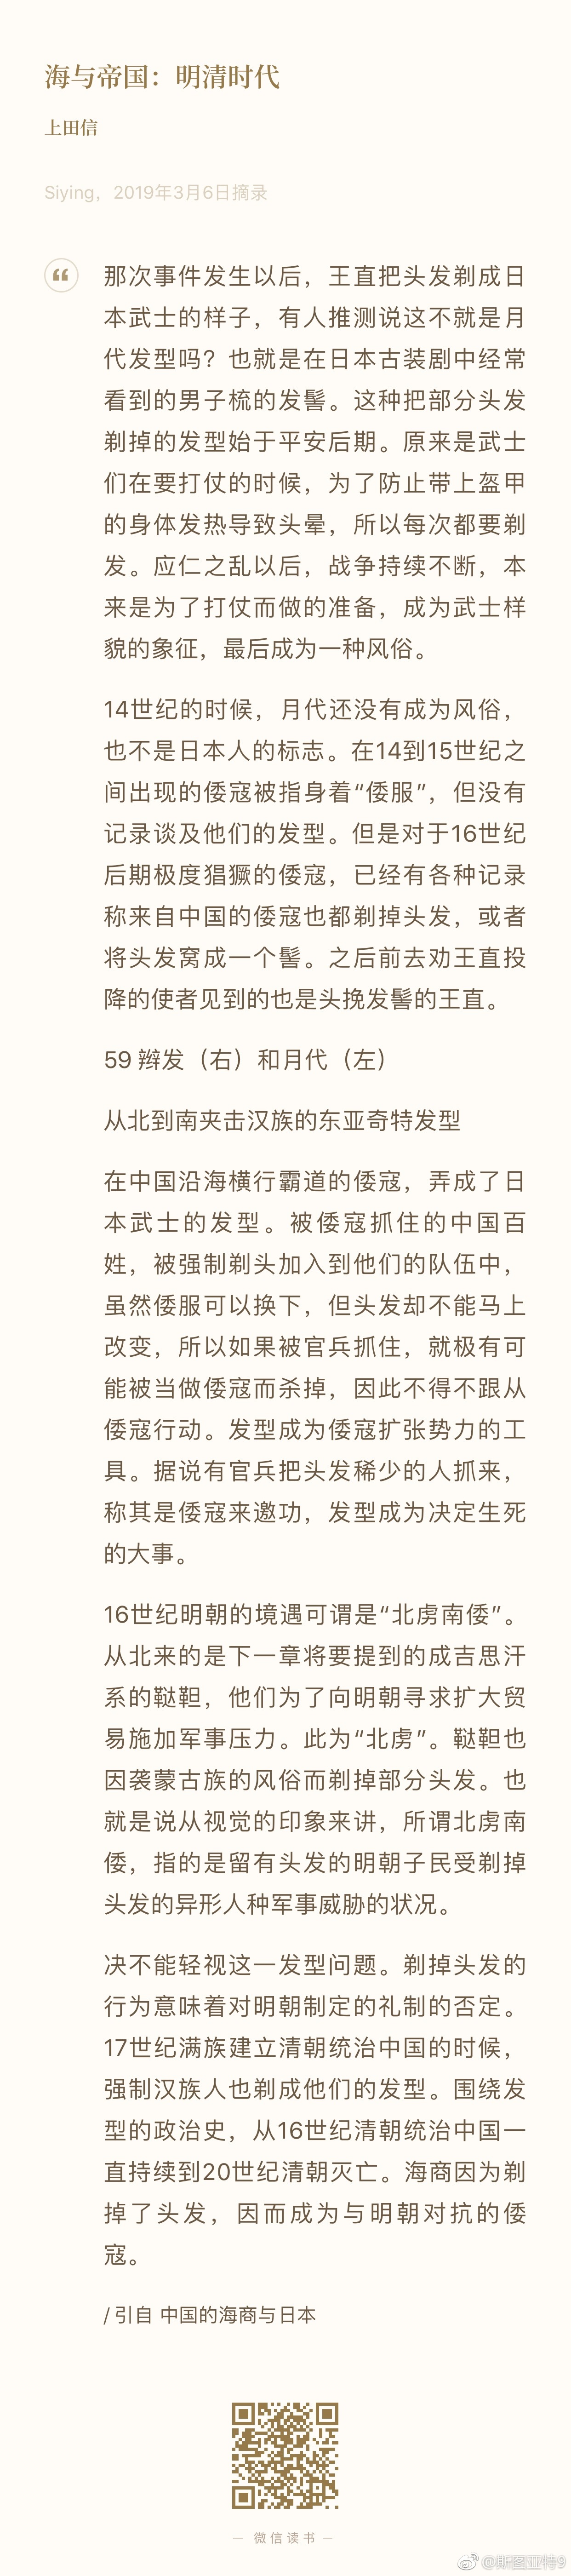 海与帝国：明清时代
上田信
Siying，2019年3月6日摘录
那次事件发生以后，王直把头发剃成日
本武士的样子，有人推测说这不就是月
代发型吗？也就是在日本古装剧中经常
看到的男子梳的发髻。这种把部分头发
剃掉的发型始于平安后期。原来是武士
们在要打仗的时候，为了防止带上盔甲
的身体发热导致头晕，所以每次都要剃
发。应仁之乱以后，战争持续不断，本
来是为了打仗而做的准备，成为武士样
貌的象征，最后成为一种风俗。
14世纪的时候，月代还没有成为风俗，
也不是日本人的标志。在14到15世纪之
间出现的倭寇被指身着“倭服”，但没有
记录谈及他们的发型。但是对于16世纪
后期极度猖獗的倭寇，已经有各种记录
称来自中国的倭寇也都剃掉头发，或者
将头发窝成一个髻。之后前去劝王直投
降的使者见到的也是头挽发髻的王直。
59 辫发（右）和月代（左）
从北到南夹击汉族的东亚奇特发型
在中国沿海横行霸道的倭寇，弄成了日
本武士的发型。被倭寇抓住的中国百
姓，被强制剃头加入到他们的队伍中，
虽然倭服可以换下，但头发却不能马上
改变，所以如果被官兵抓住，就极有可
能被当做倭寇而杀掉，因此不得不跟从
倭寇行动。发型成为倭寇扩张势力的工
具。据说有官兵把头发稀少的人抓来，
称其是倭寇来邀功，发型成为决定生死
的大事。
16世纪明朝的境遇可谓是“北虏南倭”。
从北来的是下一章将要提到的成吉思汗
系的鞑靼，他们为了向明朝寻求扩大贸
易施加军事压力。此为“北虏”。鞑靼也
因袭蒙古族的风俗而剃掉部分头发。也
就是说从视觉的印象来讲，所谓北虏南
倭，指的是留有头发的明朝子民受剃掉
头发的异形人种军事威胁的状况。
决不能轻视这一发型问题。剃掉头发的
行为意味着对明朝制定的礼制的否定。
17世纪满族建立清朝统治中国的时候，
强制汉族人也剃成他们的发型。围绕发
型的政治史，从16世纪清朝统治中国一
直持续到20世纪清朝灭亡。海商因为剃
掉了头发，因而成为与明朝对抗的倭
寇。
/ 引自 中国的海商与日本
— 微信读书 —
@斯图亚特9